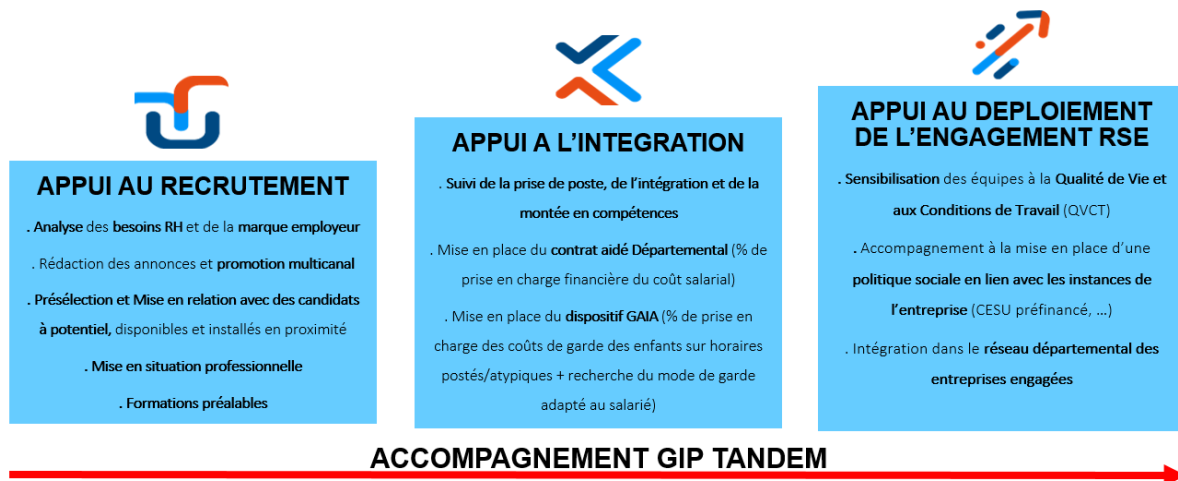 APPUI AU RECRUTEMENT
. Analyse des besoins RH et de la marque employeur
. Rédaction des annonces et promotion multicanal
. Présélection et Mise en relation avec des candidats
à potentiel, disponibles et installés en proximité
. Mise en situation professionnelle
. Formations préalables
APPUI A L'INTEGRATION
. Suivi de la prise de poste, de l'intégration et de la
montée en compétences
. Mise en place du contrat aidé Départemental (% de
prise en charge financière du coût salarial)
. Mise en place du dispositif GAIA (% de prise en
charge des coûts de garde des enfants sur horaires
postés/atypiques + recherche du mode de garde
adapté au salarié)
APPUI AU DEPLOIEMENT
DE L'ENGAGEMENT RSE
. Sensibilisation des équipes à la Qualité de Vie et
aux Conditions de Travail (QVCT)
. Accompagnement à la mise en place d'une
politique sociale en lien avec les instances de
l'entreprise (CESU préfinancé, ...)
. Intégration dans le réseau départemental des
entreprises engagées
ACCOMPAGNEMENT GIP TANDEM